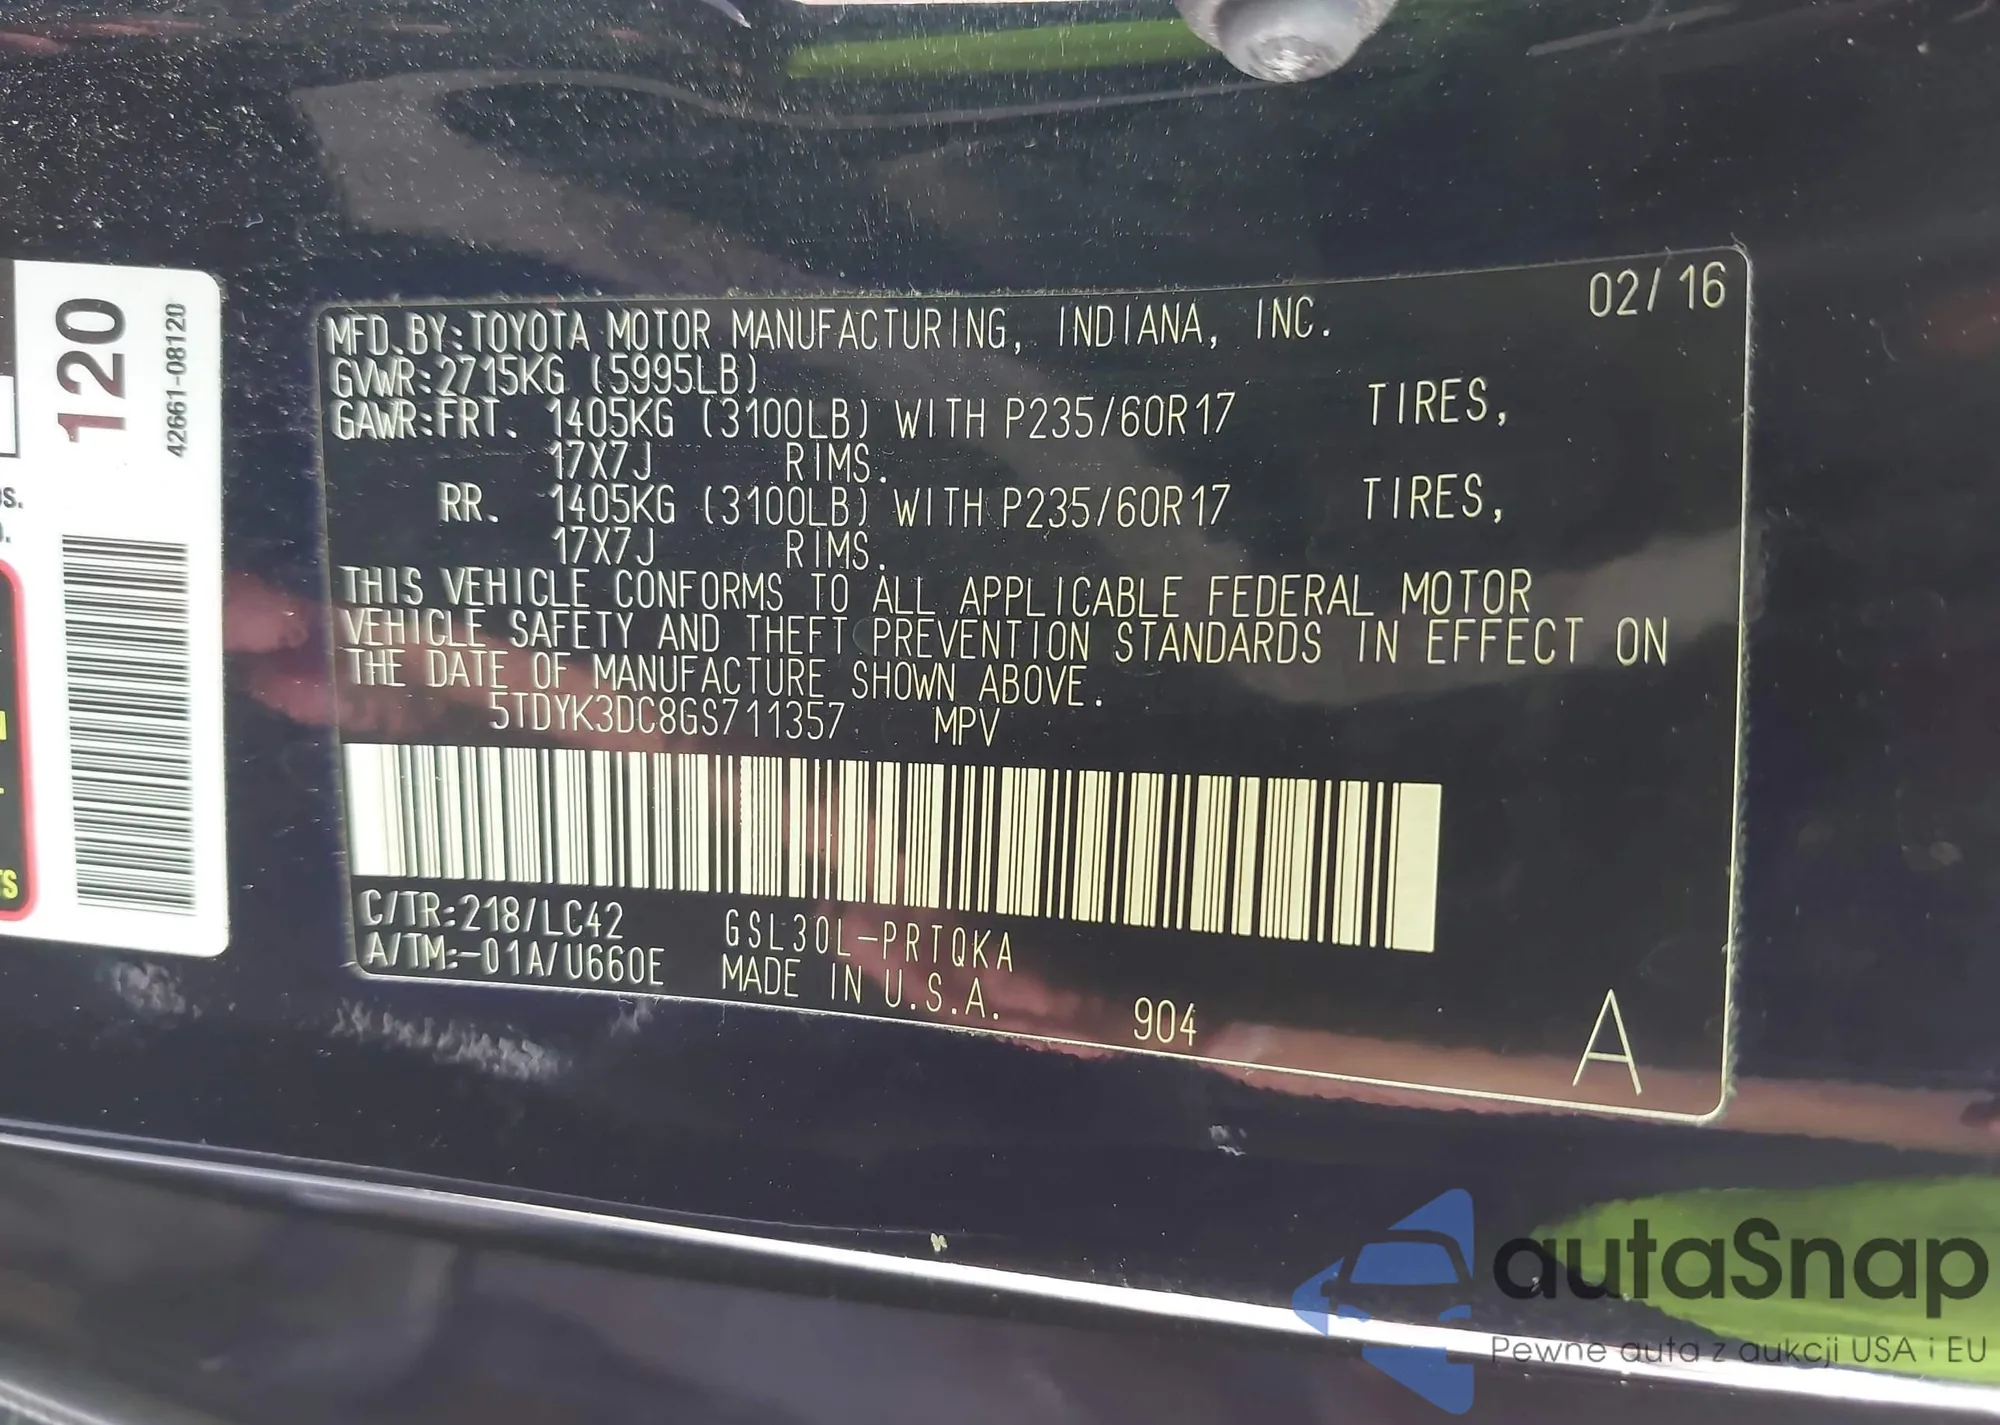 120
42661-08120
02/16
MFD.BY:TOYOTA MOTOR MANUFACTURING, INDIANA, INC.
GVWR:2715KG (5995LB)
GAWR:FRT. 1405KG (3100LB) WITH P235/60R17 TIRES,
17X7J RIMS.
RR. 1405KG (3100LB) WITH P235/60R17 TIRES,
17X7J RIMS.
THIS VEHICLE CONFORMS TO ALL APPLICABLE FEDERAL MOTOR
VEHICLE SAFETY AND THEFT PREVENTION STANDARDS IN EFFECT ON
THE DATE OF MANUFACTURE SHOWN ABOVE.
5TDYK3DC8GS711357 MPV
C/TR:218/LC42 GSL30L-PRTQKA
A/TM:-01A/U660E MADE IN U.S.A. 904
A
autaSnap
Pewne auta z aukcji USA i EU